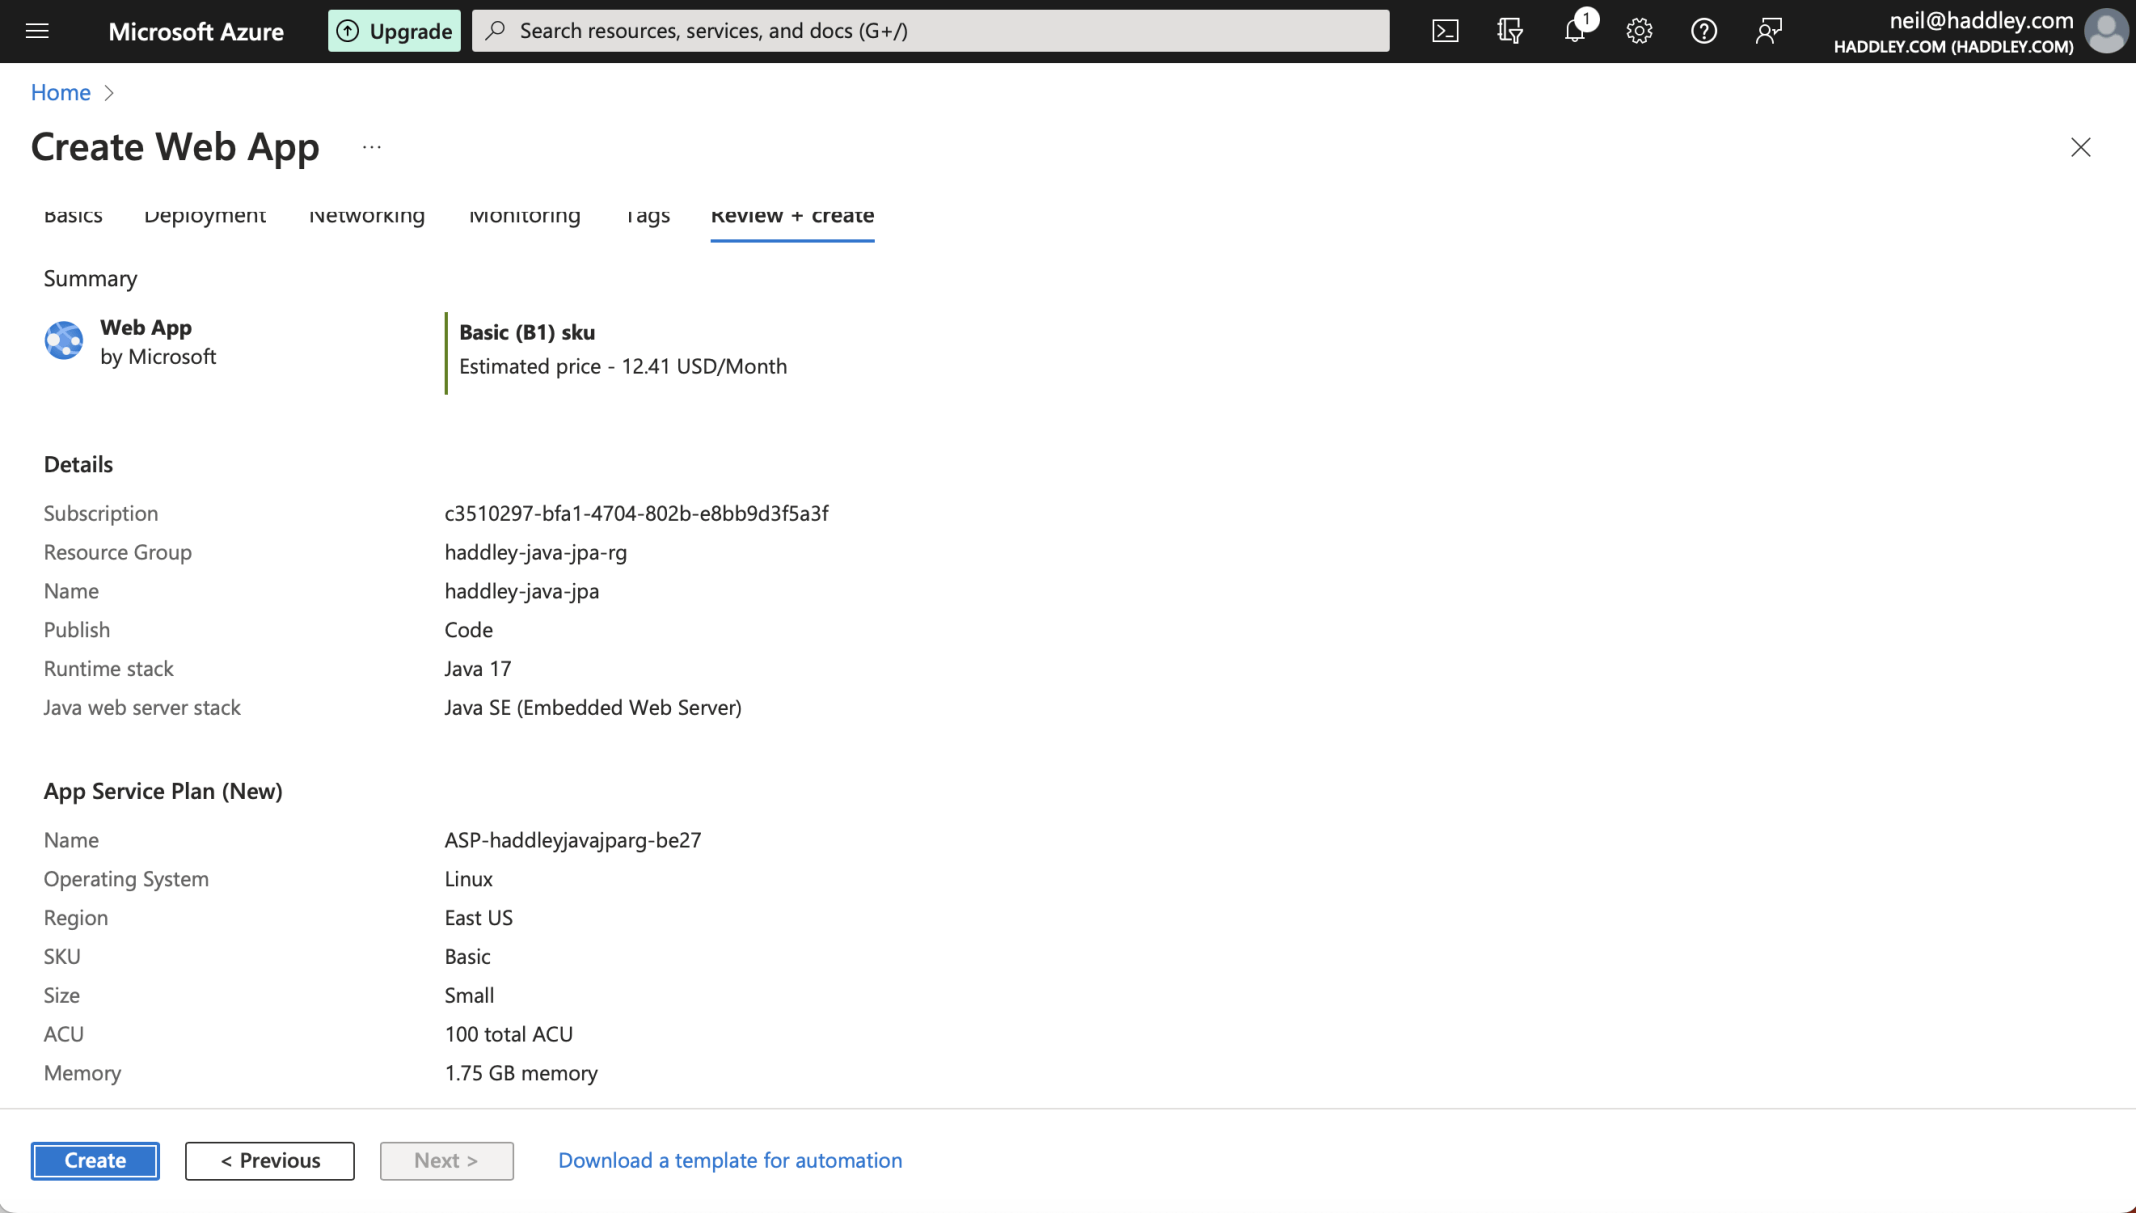 Microsoft Azure
Upgrade
Search resources, services, and docs (G+/)
1
neil@haddley.com
HADDLEY.COM (HADDLEY.COM)
Home
Create Web App
...
Basics
Deployment
Networking
Monitoring
Tags
Review + create
Summary
Web App
by Microsoft
Basic (B1) sku
Estimated price - 12.41 USD/Month
Details
Subscription
c3510297-bfa1-4704-802b-e8bb9d3f5a3f
Resource Group
haddley-java-jpa-rg
Name
haddley-java-jpa
Publish
Code
Runtime stack
Java 17
Java web server stack
Java SE (Embedded Web Server)
App Service Plan (New)
Name
ASP-haddleyjavajparg-be27
Operating System
Linux
Region
East US
SKU
Basic
Size
Small
ACU
100 total ACU
Memory
1.75 GB memory
Create
< Previous
Next >
Download a template for automation